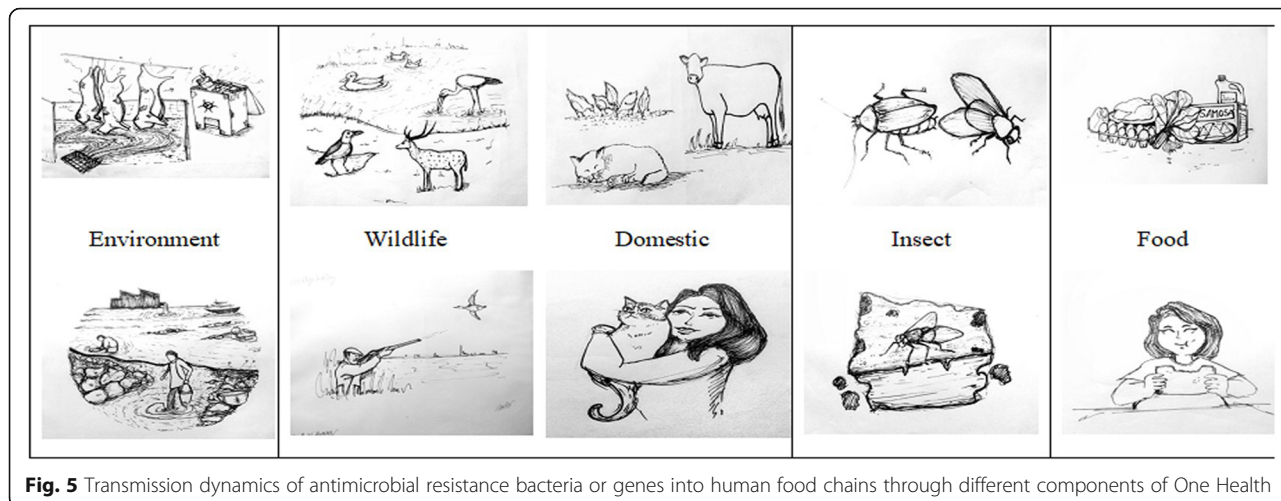 SAMOSA
Environment
Wildlife
Domestic
Insect
Food
Fig. 5 Transmission dynamics of antimicrobial resistance bacteria or genes into human food chains through different components of One Health